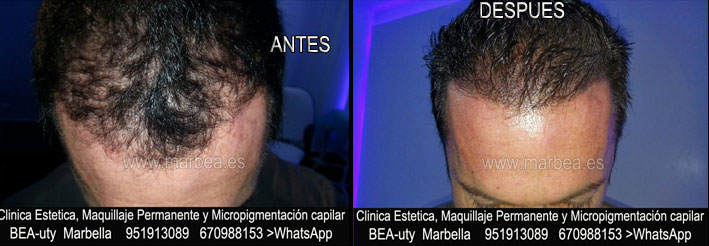 ANTES
www.marbea.es
Clinica Estetica, Maquillaje Permanente y Micropigmentación capilar
BEA-uty Marbella 951913089 670988153 >WhatsApp
DESPUES
www.marbea.es
Clinica Estetica, Maquillaje Permanente y Micropigmentación capilar
BEA-uty Marbella 951913089 670988153 >WhatsApp